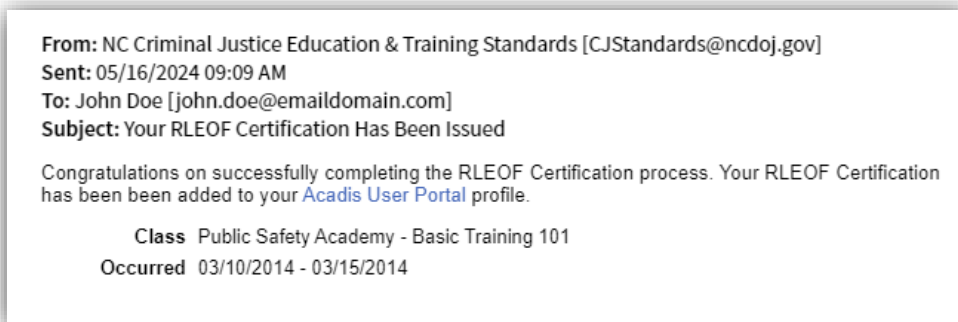 From: NC Criminal Justice Education & Training Standards [CJStandards@ncdoj.gov]
Sent: 05/16/2024 09:09 AM
To: John Doe [john.doe@emaildomain.com]
Subject: Your RLEOF Certification Has Been Issued
Congratulations on successfully completing the RLEOF Certification process. Your RLEOF Certification
has been been added to your Acadis User Portal profile.
Class Public Safety Academy - Basic Training 101
Occurred 03/10/2014 - 03/15/2014